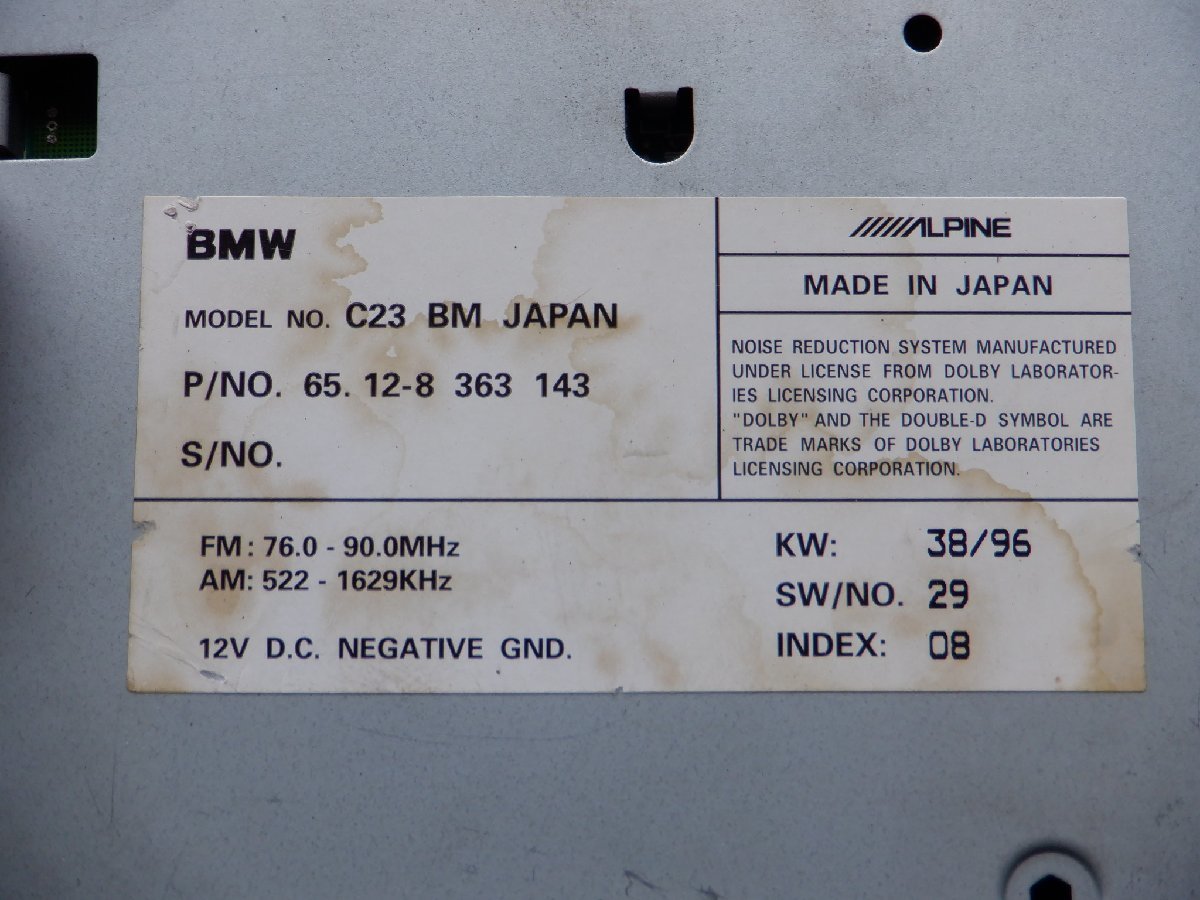 BMW
MODEL NO. C23 BM JAPAN
P/NO. 65. 12-8 363 143
S/NO.
ALPINE
MADE IN JAPAN
NOISE REDUCTION SYSTEM MANUFACTURED
UNDER LICENSE FROM DOLBY LABORATOR-
IES LICENSING CORPORATION.
"DOLBY" AND THE DOUBLE-D SYMBOL ARE
TRADE MARKS OF DOLBY LABORATORIES
LICENSING CORPORATION.
FM: 76.0 - 90.0MHz
AM: 522 - 1629KHz
12V D.C. NEGATIVE GND.
KW: 38/96
SW/NO. 29
INDEX: 08